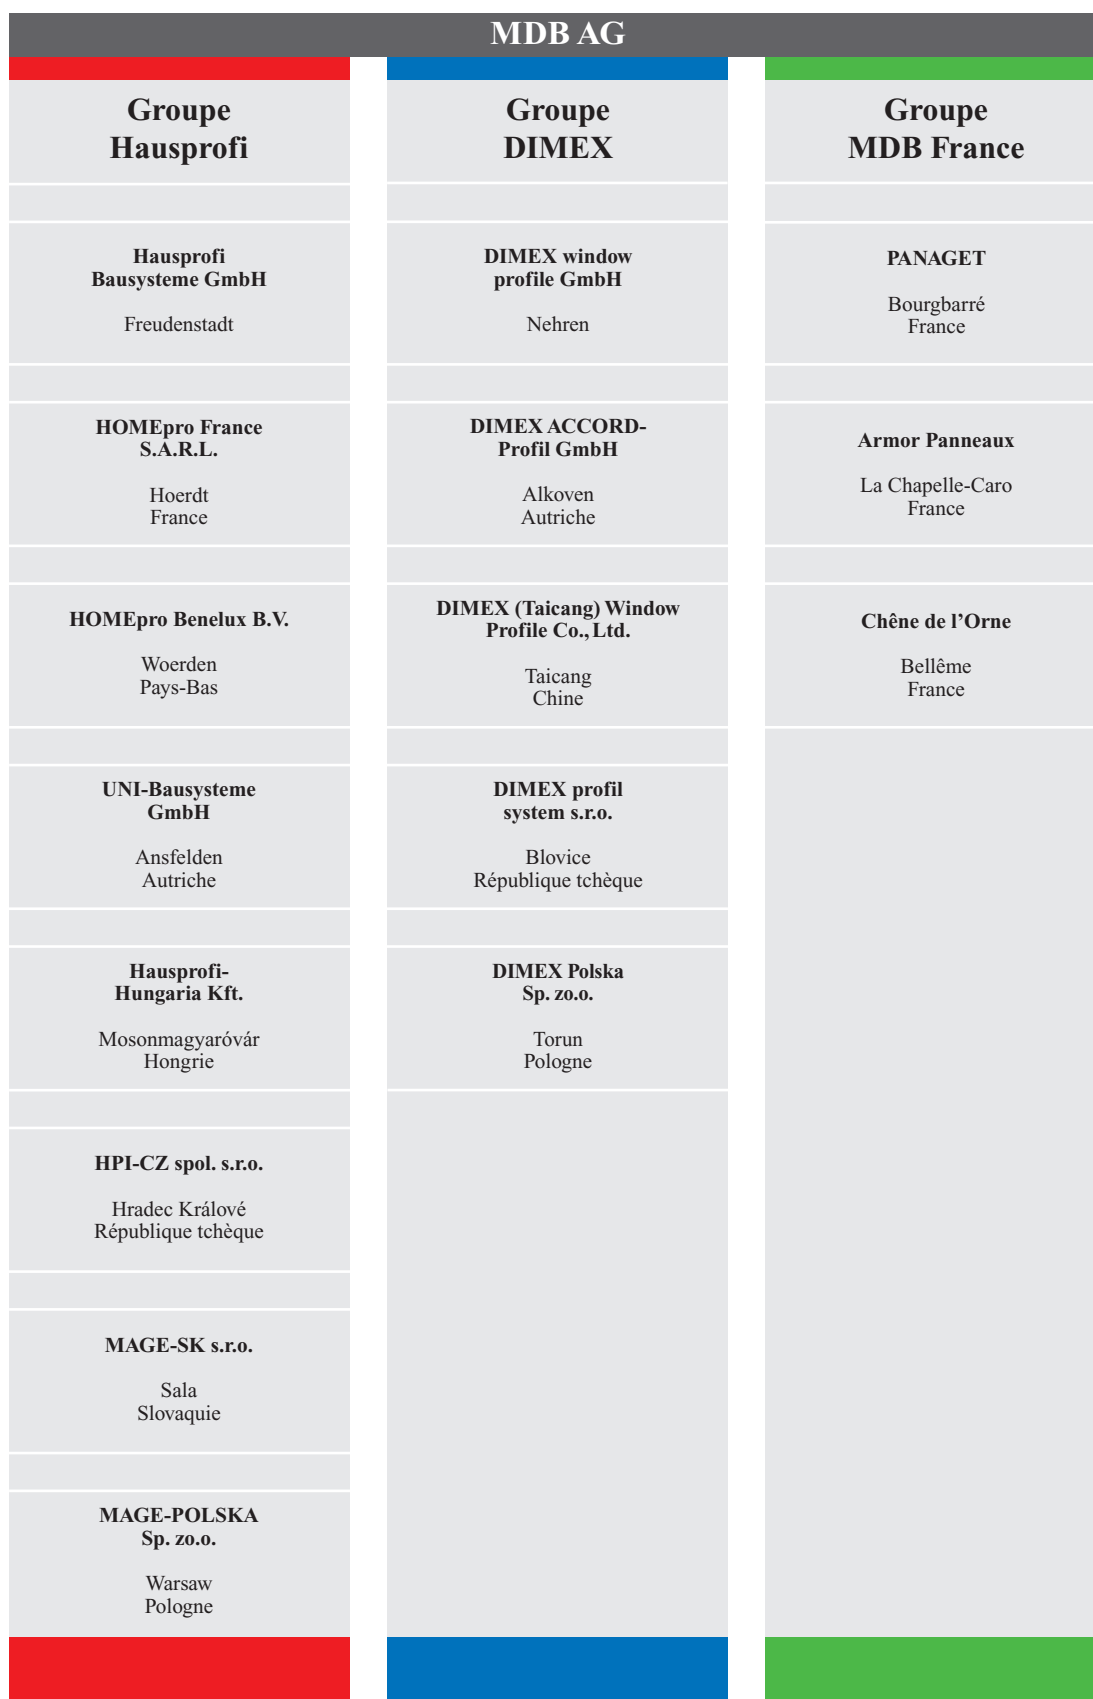 MDB AG
Groupe
Hausprofi
Hausprofi
Bausysteme GmbH
Freudenstadt
HOMEpro France
S.A.R.L.
Hoerdt
France
HOMEpro Benelux B.V.
Woerden
Pays-Bas
UNI-Bausysteme
GmbH
Ansfelden
Autriche
Hausprofi-
Hungaria Kft.
Mosonmagyaróvár
Hongrie
HPI-CZ spol. s.r.o.
Hradec Králové
République tchèque
MAGE-SK s.r.o.
Sala
Slovaquie
MAGE-POLSKA
Sp. zo.o.
Warsaw
Pologne
Groupe
DIMEX
DIMEX window
profile GmbH
Nehren
DIMEX ACCORD-
Profil GmbH
Alkoven
Autriche
DIMEX (Taicang) Window
Profile Co., Ltd.
Taicang
Chine
DIMEX profil
system s.r.o.
Blovice
République tchèque
DIMEX Polska
Sp. zo.o.
Torun
Pologne
Groupe
MDB France
PANAGET
Bourgbarré
France
Armor Panneaux
La Chapelle-Caro
France
Chêne de l’Orne
Bellême
France